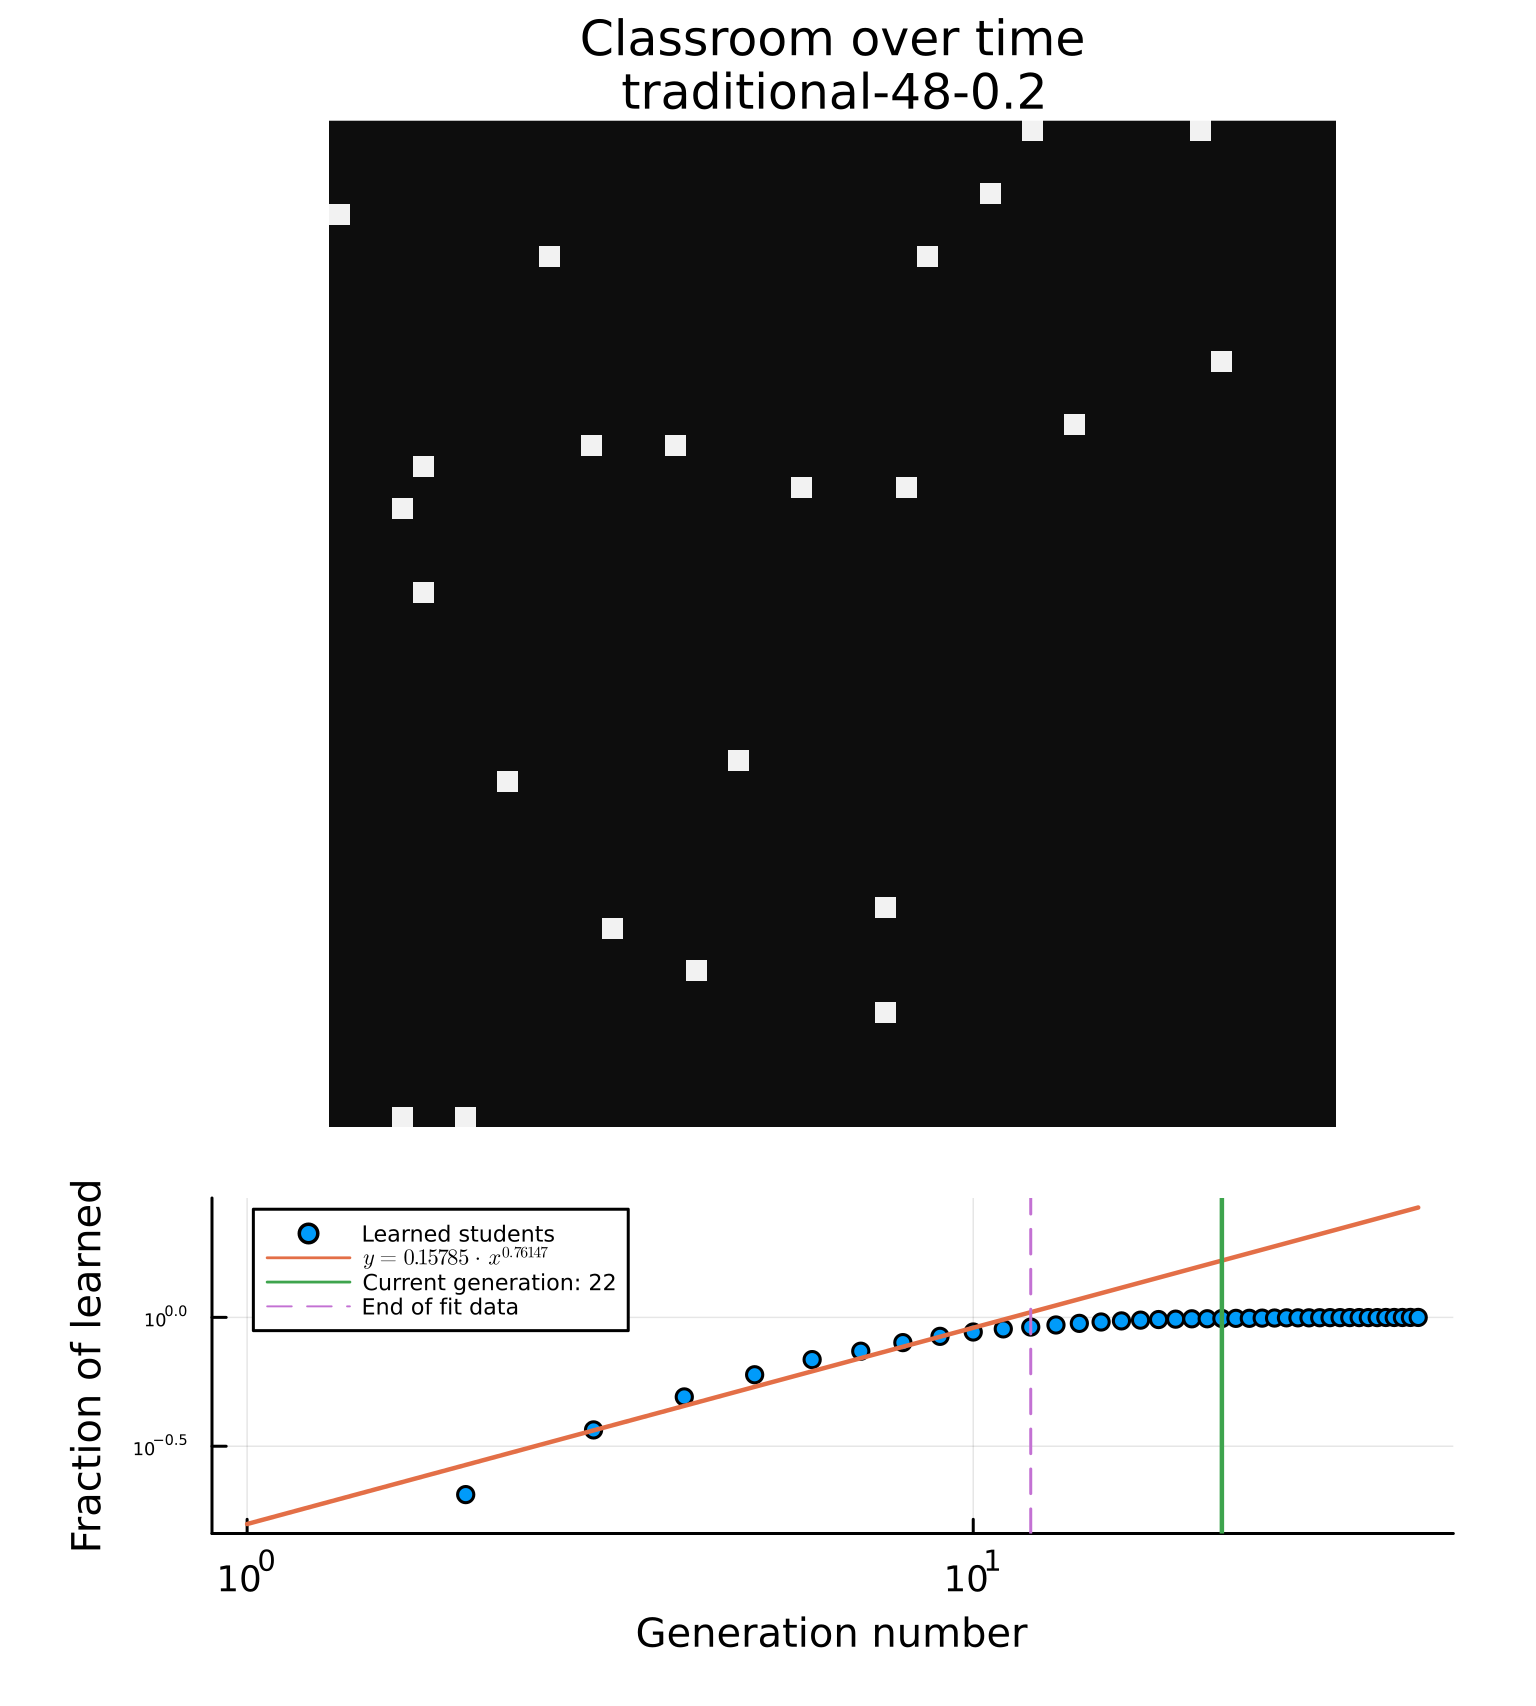 Classroom over time
traditional-48-0.2
Fraction of learned
Learned students
y = 0.15785 · x^0.76147
Current generation: 22
End of fit data
10^0.0
10^−0.5
10^0
10^1
Generation number